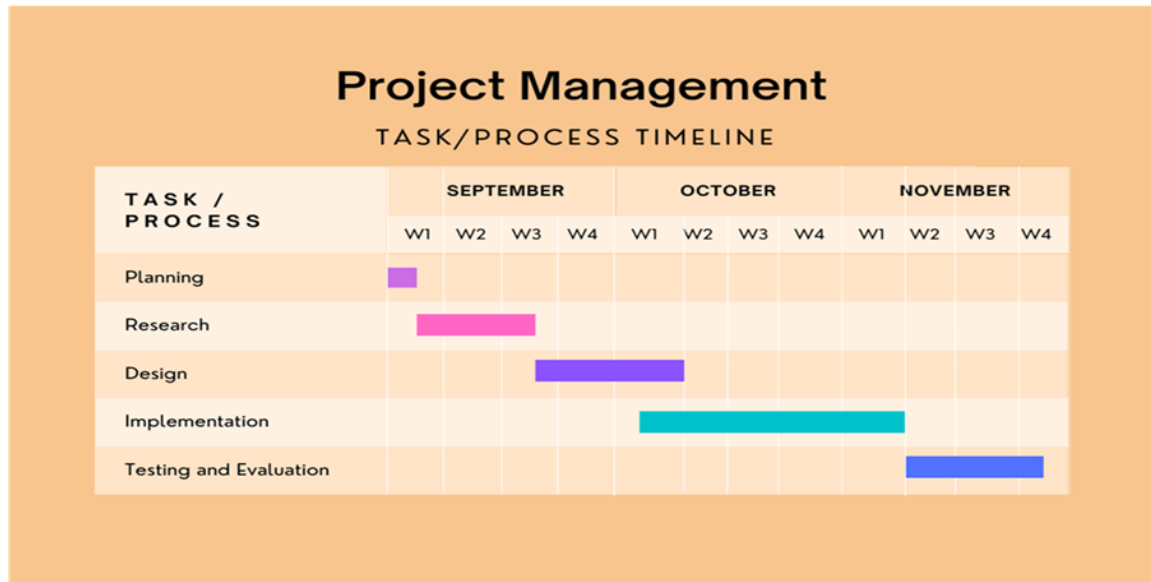 Project Management
TASK/PROCESS TIMELINE
TASK /
PROCESS
SEPTEMBER OCTOBER NOVEMBER
W1 W2 W3 W4 W1 W2 W3 W4 W1 W2 W3 W4
Planning
Research
Design
Implementation
Testing and Evaluation